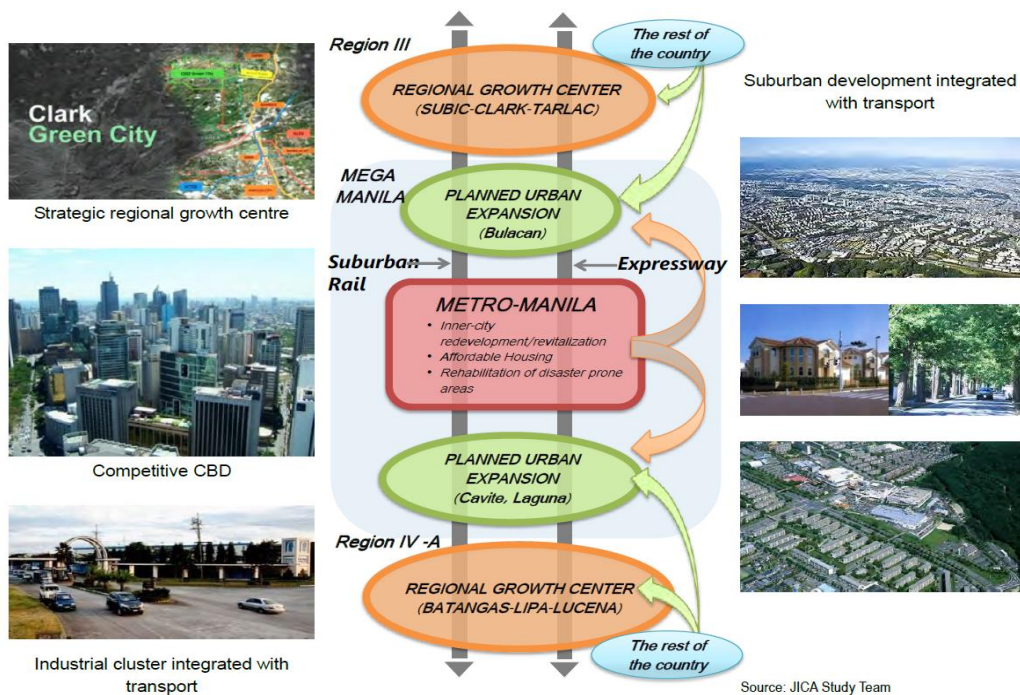 Clark
Green City
Strategic regional growth centre
Competitive CBD
Industrial cluster integrated with
transport
Region III
The rest of
the country
REGIONAL GROWTH CENTER
(SUBIC-CLARK-TARLAC)
MEGA
MANILA
PLANNED URBAN
EXPANSION
(Bulacan)
Suburban
Rail
Expressway
METRO-MANILA
• Inner-city
redevelopment/revitalization
• Affordable Housing
• Rehabilitation of disaster prone
areas
PLANNED URBAN
EXPANSION
(Cavite, Laguna)
Region IV -A
REGIONAL GROWTH CENTER
(BATANGAS-LIPA-LUCENA)
The rest of
the country
Suburban development integrated
with transport
Source: JICA Study Team